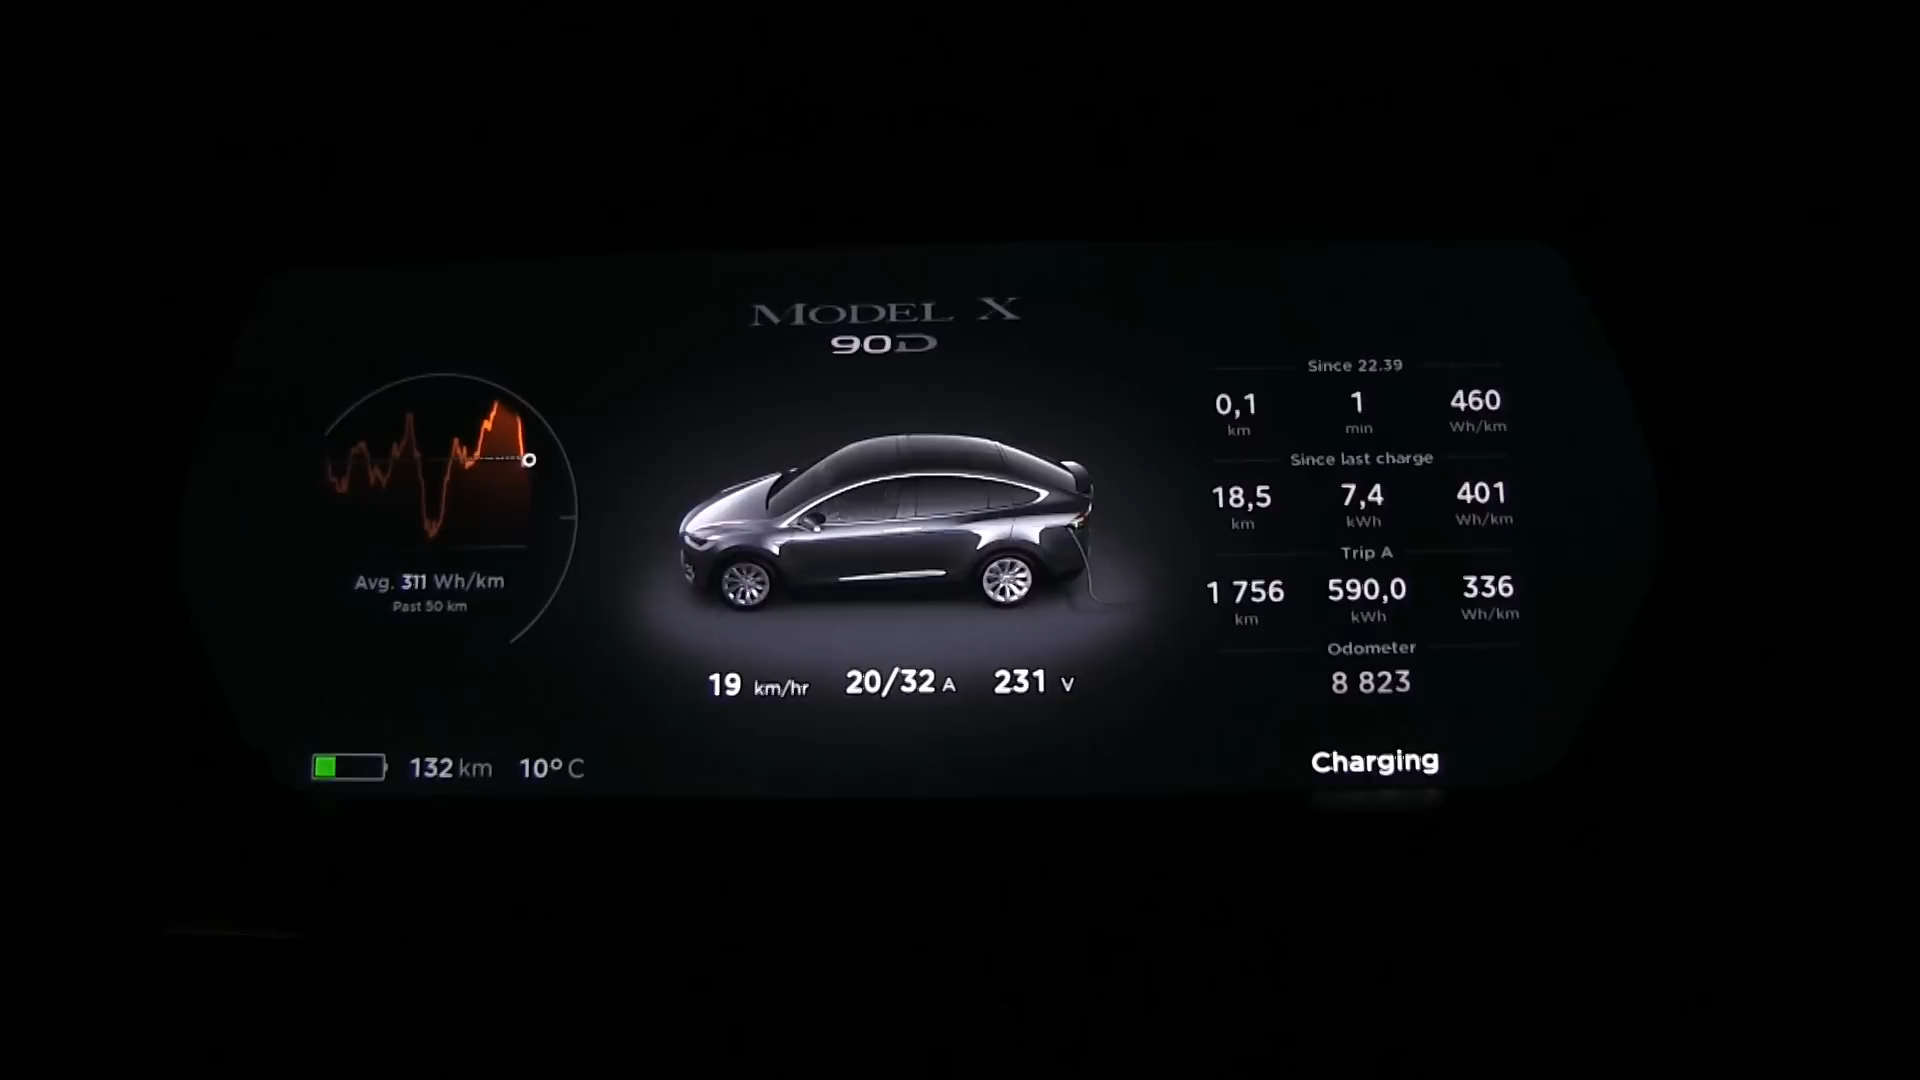 MODEL X
90D
Avg. 311 Wh/km
Past 50 km
19 km/hr 20/32 A 231 V
132 km 10° C
Since 22.39
0,1 1 460
km min Wh/km
Since last charge
18,5 7,4 401
km kWh Wh/km
Trip A
1 756 590,0 336
km kWh Wh/km
Odometer
8 823
Charging